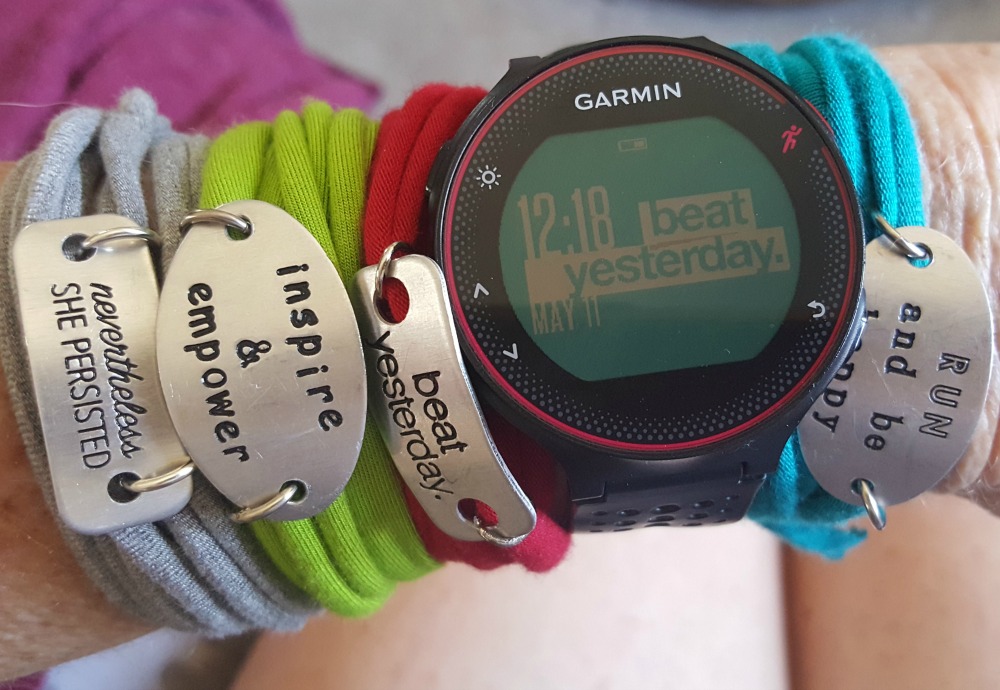 nevertheless
SHE PERSISTED
inspire
&
empower
beat
yesterday.
GARMIN
12:18 beat
yesterday.
MAY 11
RUN
and be